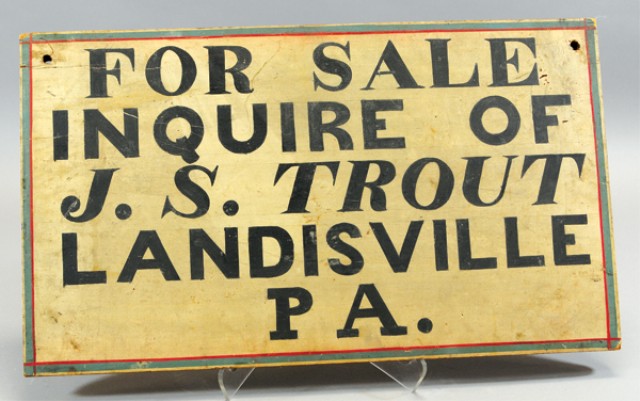 FOR SALE
INQUIRE OF
J. S. TROUT
LANDISVILLE
PA.